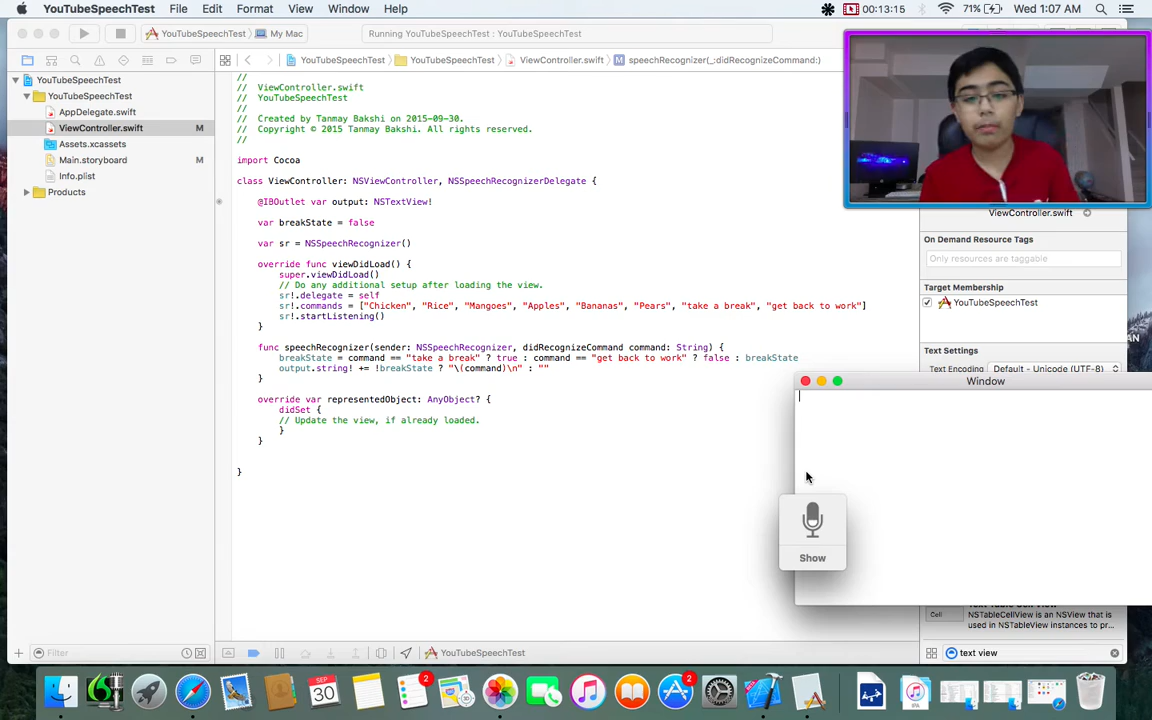 YouTubeSpeechTest File Edit Format View Window Help 00:13:15 71% Wed 1:07 AM
YouTubeSpeechTest My Mac Running YouTubeSpeechTest : YouTubeSpeechTest
YouTubeSpeechTest YouTubeSpeechTest ViewController.swift M speechRecognizer(_:didRecognizeCommand:)
YouTubeSpeechTest
YouTubeSpeechTest
AppDelegate.swift
ViewController.swift M
Assets.xcassets
Main.storyboard M
Info.plist
Products
//
// ViewController.swift
// YouTubeSpeechTest
//
// Created by Tanmay Bakshi on 2015-09-30.
// Copyright © 2015 Tanmay Bakshi. All rights reserved.
//
import Cocoa
class ViewController: NSViewController, NSSpeechRecognizerDelegate {
@IBOutlet var output: NSTextView!
var breakState = false
var sr = NSSpeechRecognizer()
override func viewDidLoad() {
super.viewDidLoad()
// Do any additional setup after loading the view.
sr!.delegate = self
sr!.commands = ["Chicken", "Rice", "Mangoes", "Apples", "Bananas", "Pears", "take a break", "get back to work"]
sr!.startListening()
}
func speechRecognizer(sender: NSSpeechRecognizer, didRecognizeCommand command: String) {
breakState = command == "take a break" ? true : command == "get back to work" ? false : breakState
output.string! += !breakState ? "\(command)\n" : ""
}
override var representedObject: AnyObject? {
didSet {
// Update the view, if already loaded.
}
}
}
ViewController.swift
On Demand Resource Tags
Only resources are taggable
Target Membership
YouTubeSpeechTest
Text Settings
Text Encoding Default - Unicode (UTF-8)
Window
Show
Cell NSTableCellView is an NSView that is
used in NSTableView instances to pr...
Filter
YouTubeSpeechTest
text view
SEP
30
2
2
IPA